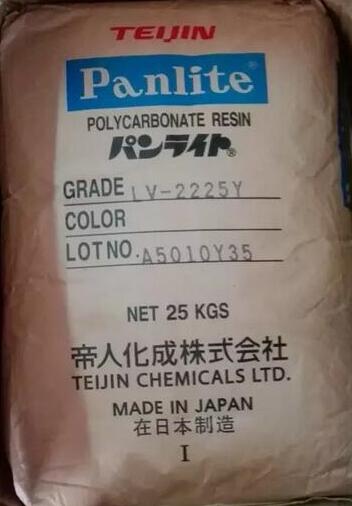 TEIJIN
Panlite®
POLYCARBONATE RESIN
パンライト®
GRADE LV-2225Y
COLOR
LOT NO. A5010Y35
NET 25 KGS
帝人化成株式会社
TEIJIN CHEMICALS LTD.
MADE IN JAPAN
在日本制造
I